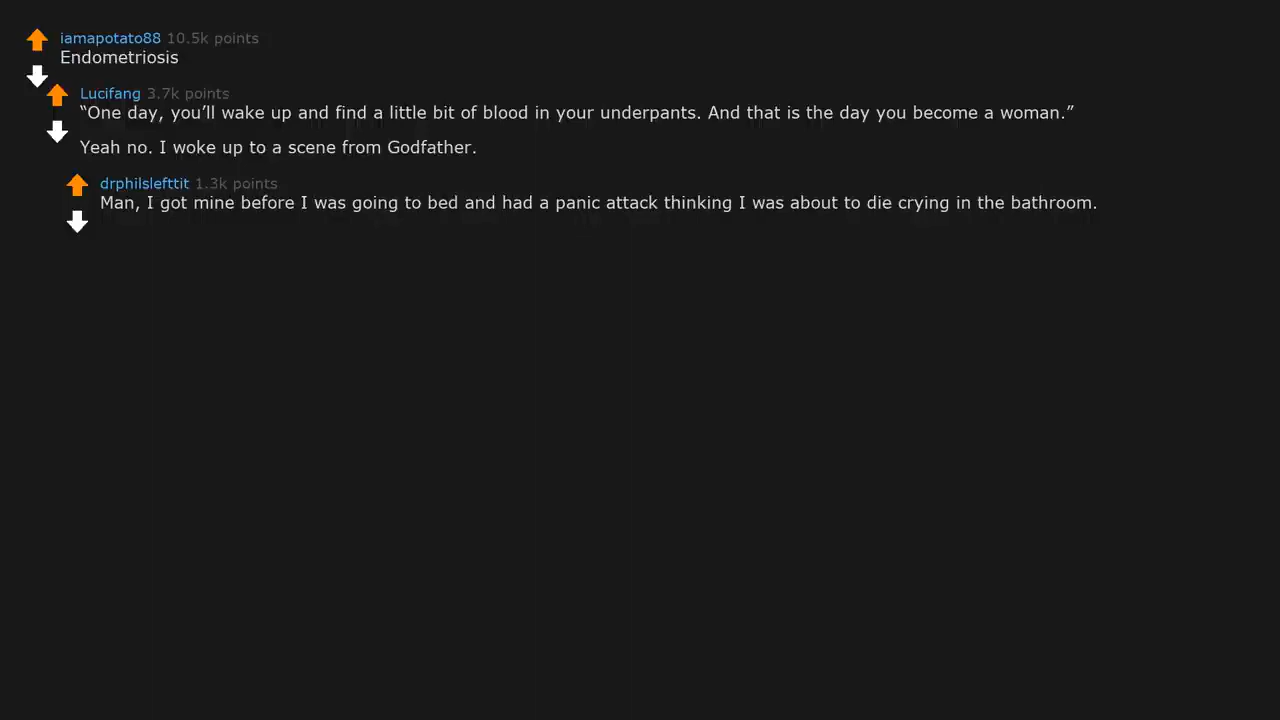 iamapotato88 10.5k points
Endometriosis
Lucifang 3.7k points
“One day, you’ll wake up and find a little bit of blood in your underpants. And that is the day you become a woman.”
Yeah no. I woke up to a scene from Godfather.
drphilslefttit 1.3k points
Man, I got mine before I was going to bed and had a panic attack thinking I was about to die crying in the bathroom.